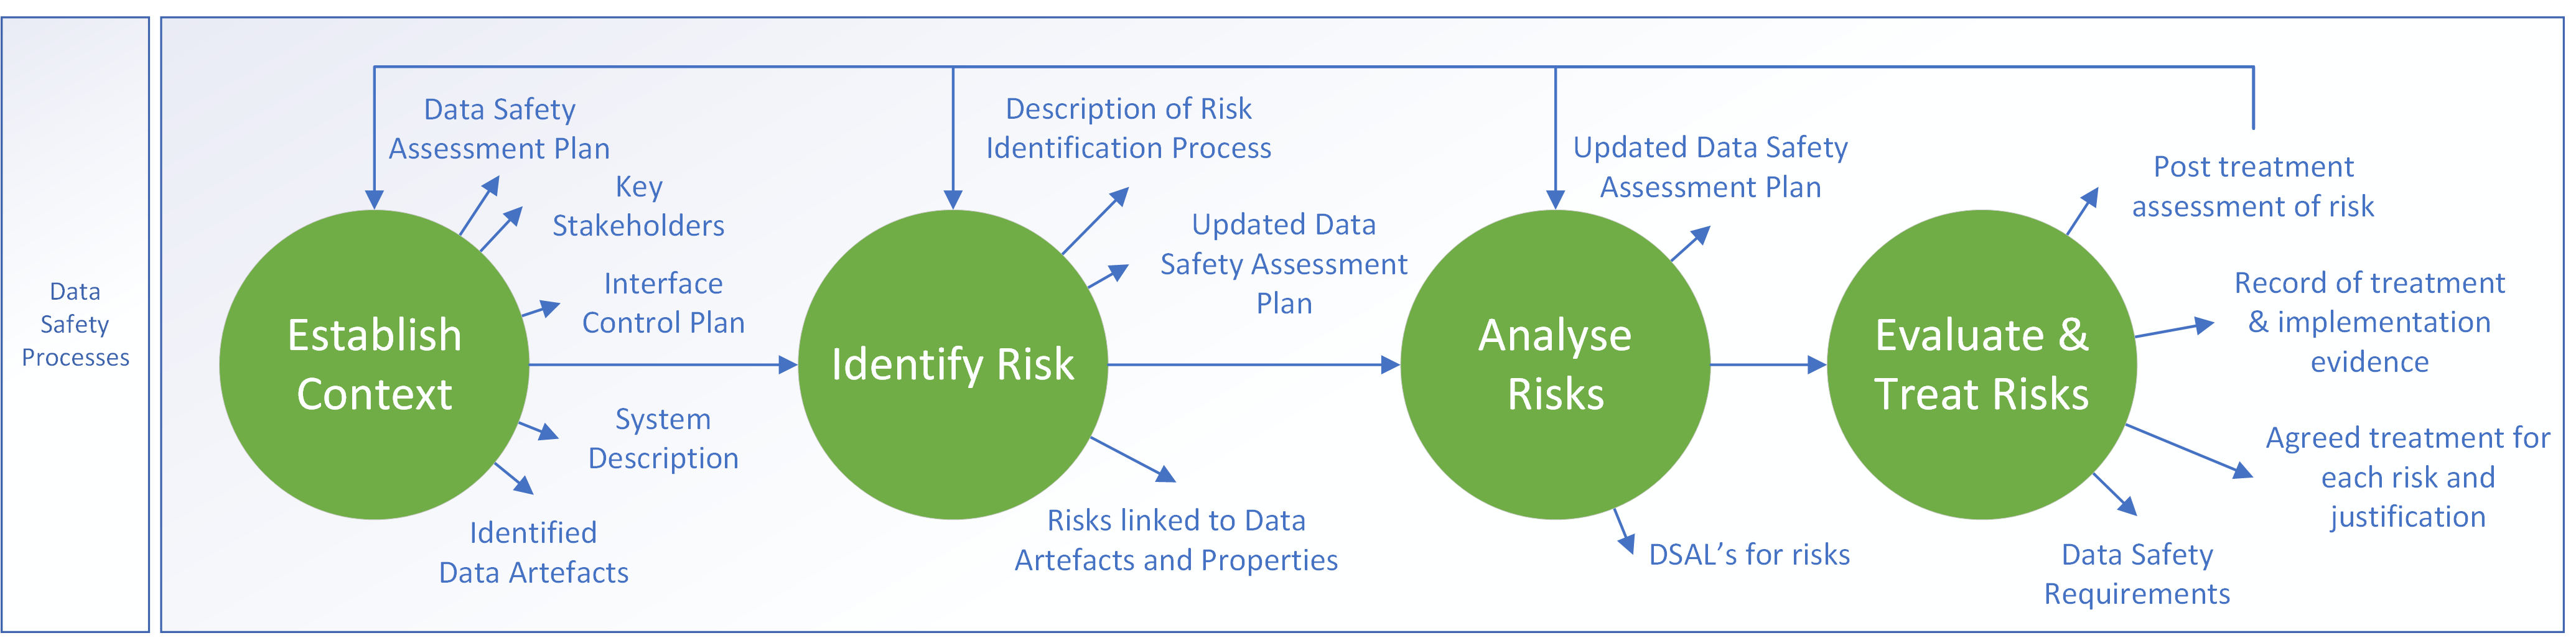 Data
Safety
Processes
Data Safety
Assessment Plan
Key
Stakeholders
Interface
Control Plan
Establish
Context
System
Description
Identified
Data Artefacts
Description of Risk
Identification Process
Updated Data
Safety Assessment
Plan
Identify Risk
Risks linked to Data
Artefacts and Properties
Updated Data Safety
Assessment Plan
Analyse
Risks
DSAL’s for risks
Post treatment
assessment of risk
Record of treatment
& implementation
evidence
Evaluate &
Treat Risks
Agreed treatment for
each risk and
justification
Data Safety
Requirements